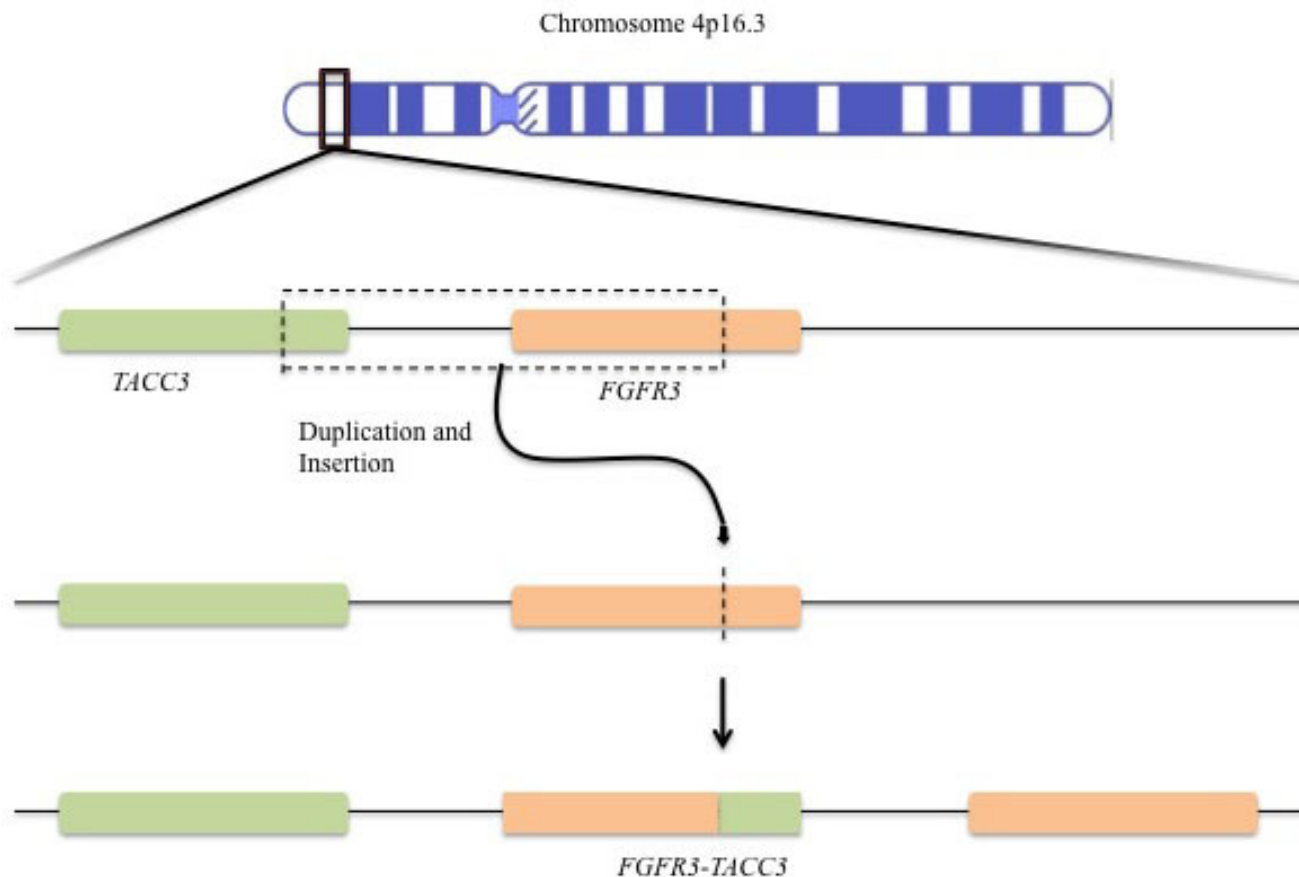 Chromosome 4p16.3
TACC3
FGFR3
Duplication and
Insertion
FGFR3-TACC3